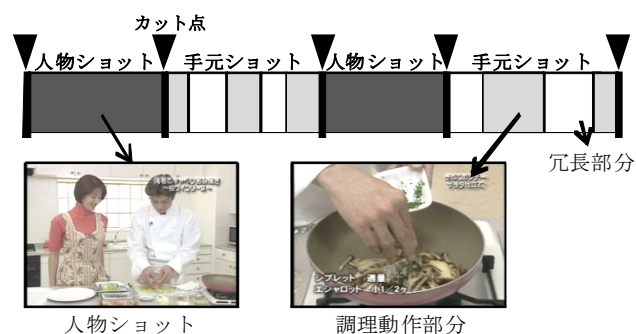 カット点
人物ショット 手元ショット 人物ショット 手元ショット
冗長部分
シブレット 適量
エシャロット 小1/2ケ
人物ショット 調理動作部分